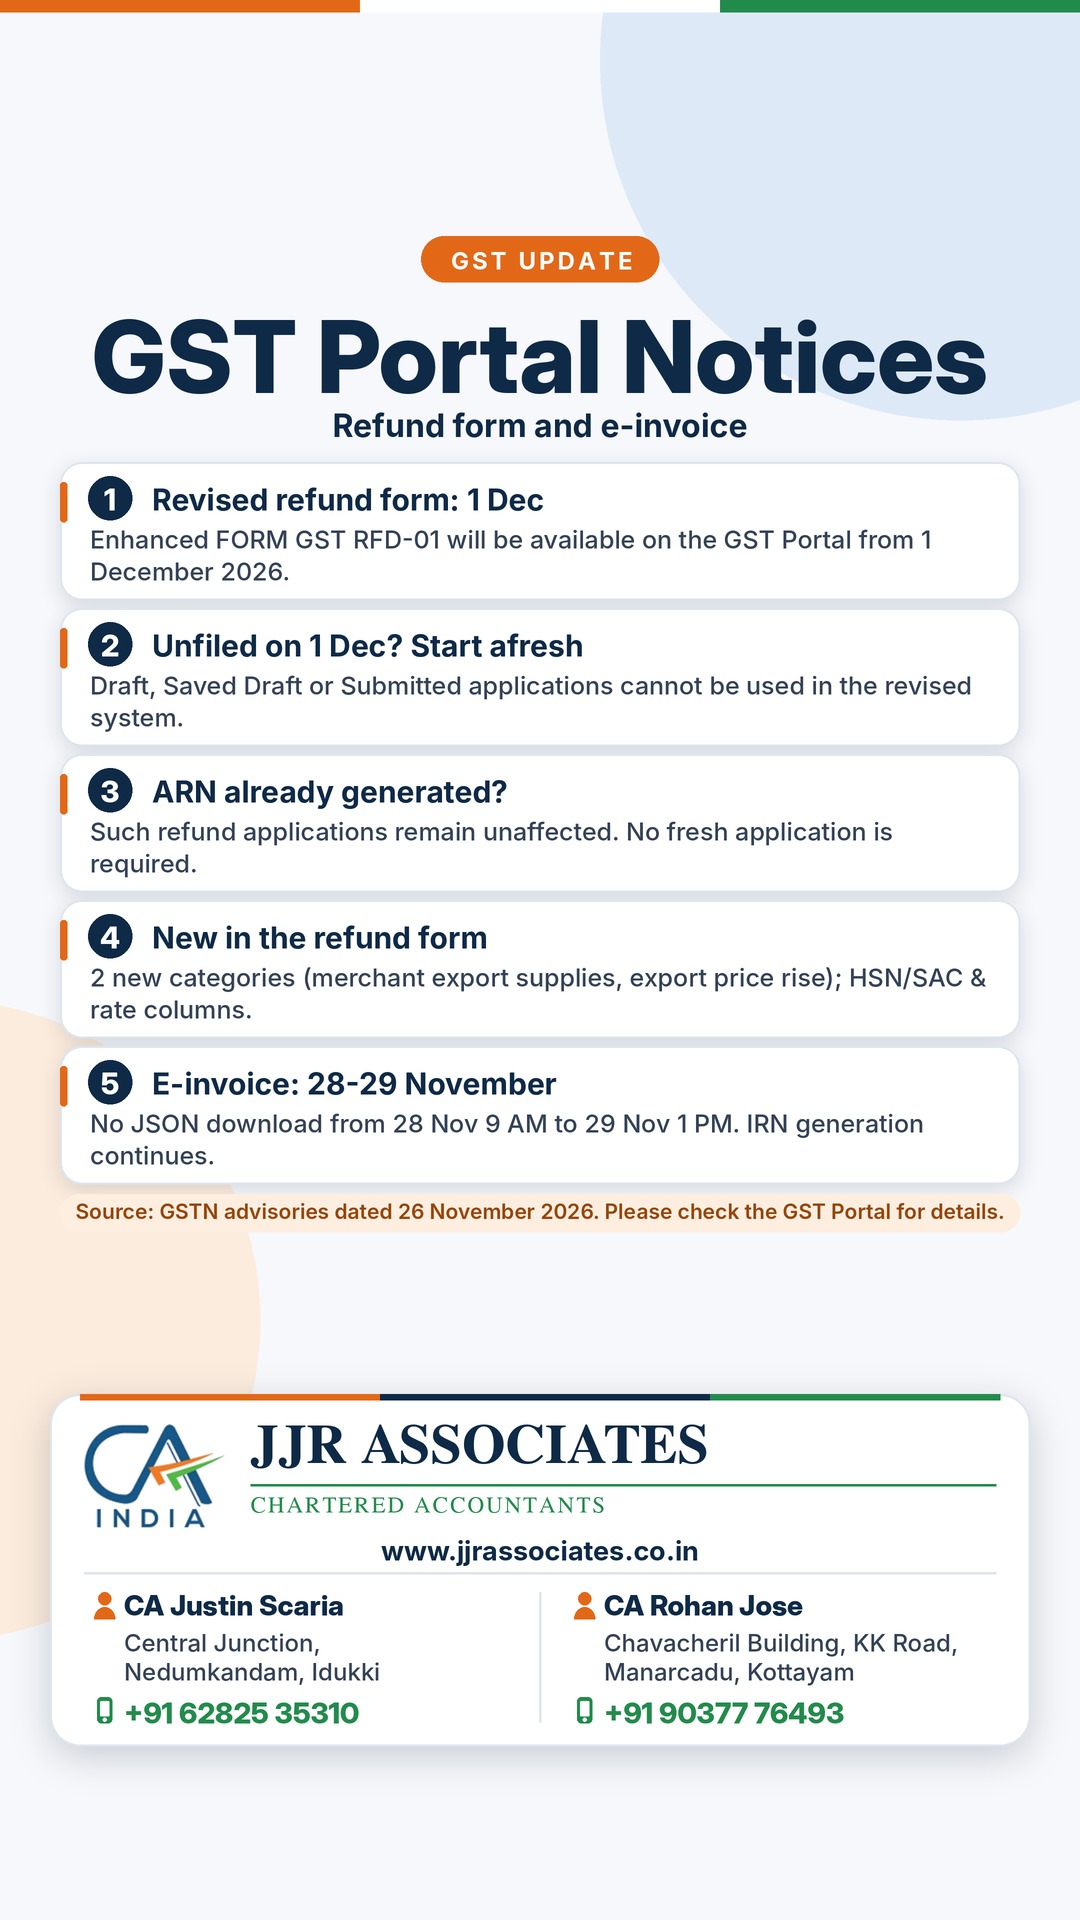 GST UPDATE
GST Portal Notices
Refund form and e-invoice
1 Revised refund form: 1 Dec
Enhanced FORM GST RFD-01 will be available on the GST Portal from 1
December 2026.
2 Unfiled on 1 Dec? Start afresh
Draft, Saved Draft or Submitted applications cannot be used in the revised
system.
3 ARN already generated?
Such refund applications remain unaffected. No fresh application is
required.
4 New in the refund form
2 new categories (merchant export supplies, export price rise); HSN/SAC &
rate columns.
5 E-invoice: 28-29 November
No JSON download from 28 Nov 9 AM to 29 Nov 1 PM. IRN generation
continues.
Source: GSTN advisories dated 26 November 2026. Please check the GST Portal for details.
CA
INDIA
JJR ASSOCIATES
CHARTERED ACCOUNTANTS
www.jjrassociates.co.in
CA Justin Scaria
Central Junction,
Nedumkandam, Idukki
+91 62825 35310
CA Rohan Jose
Chavacheril Building, KK Road,
Manarcadu, Kottayam
+91 90377 76493